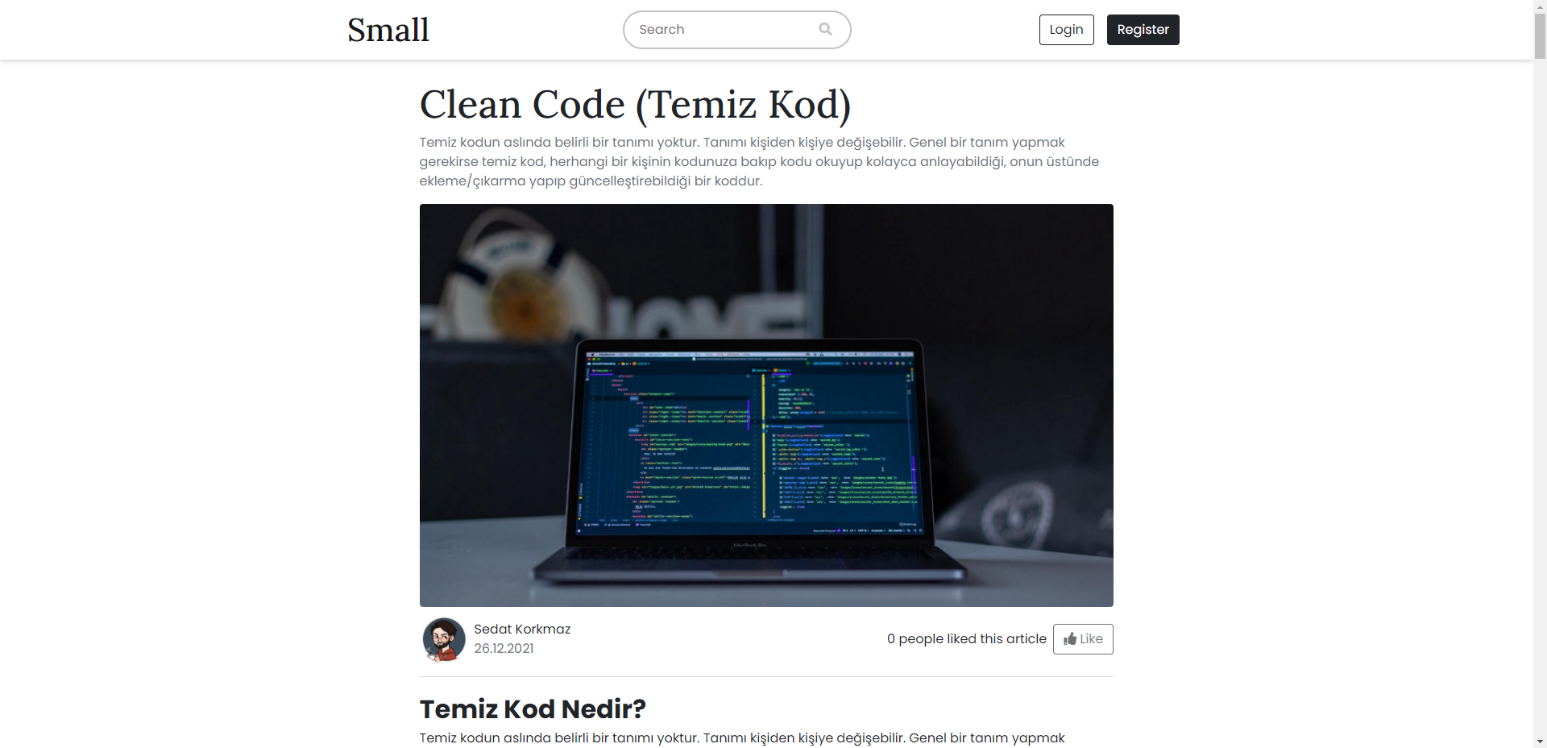 Small
Search
Login
Register
Clean Code (Temiz Kod)
Temiz kodun aslında belirli bir tanımı yoktur. Tanımı kişiden kişiye değişebilir. Genel bir tanım yapmak
gerekirse temiz kod, herhangi bir kişinin kodunuza bakıp kodu okuyup kolayca anlayabildiği, onun üstünde
ekleme/çıkarma yapıp güncelleştirebildiği bir koddur.
HOME
Sedat Korkmaz
26.12.2021
0 people liked this article
Like
Temiz Kod Nedir?
Temiz kodun aslında belirli bir tanımı yoktur. Tanımı kişiden kişiye değişebilir. Genel bir tanım yapmak